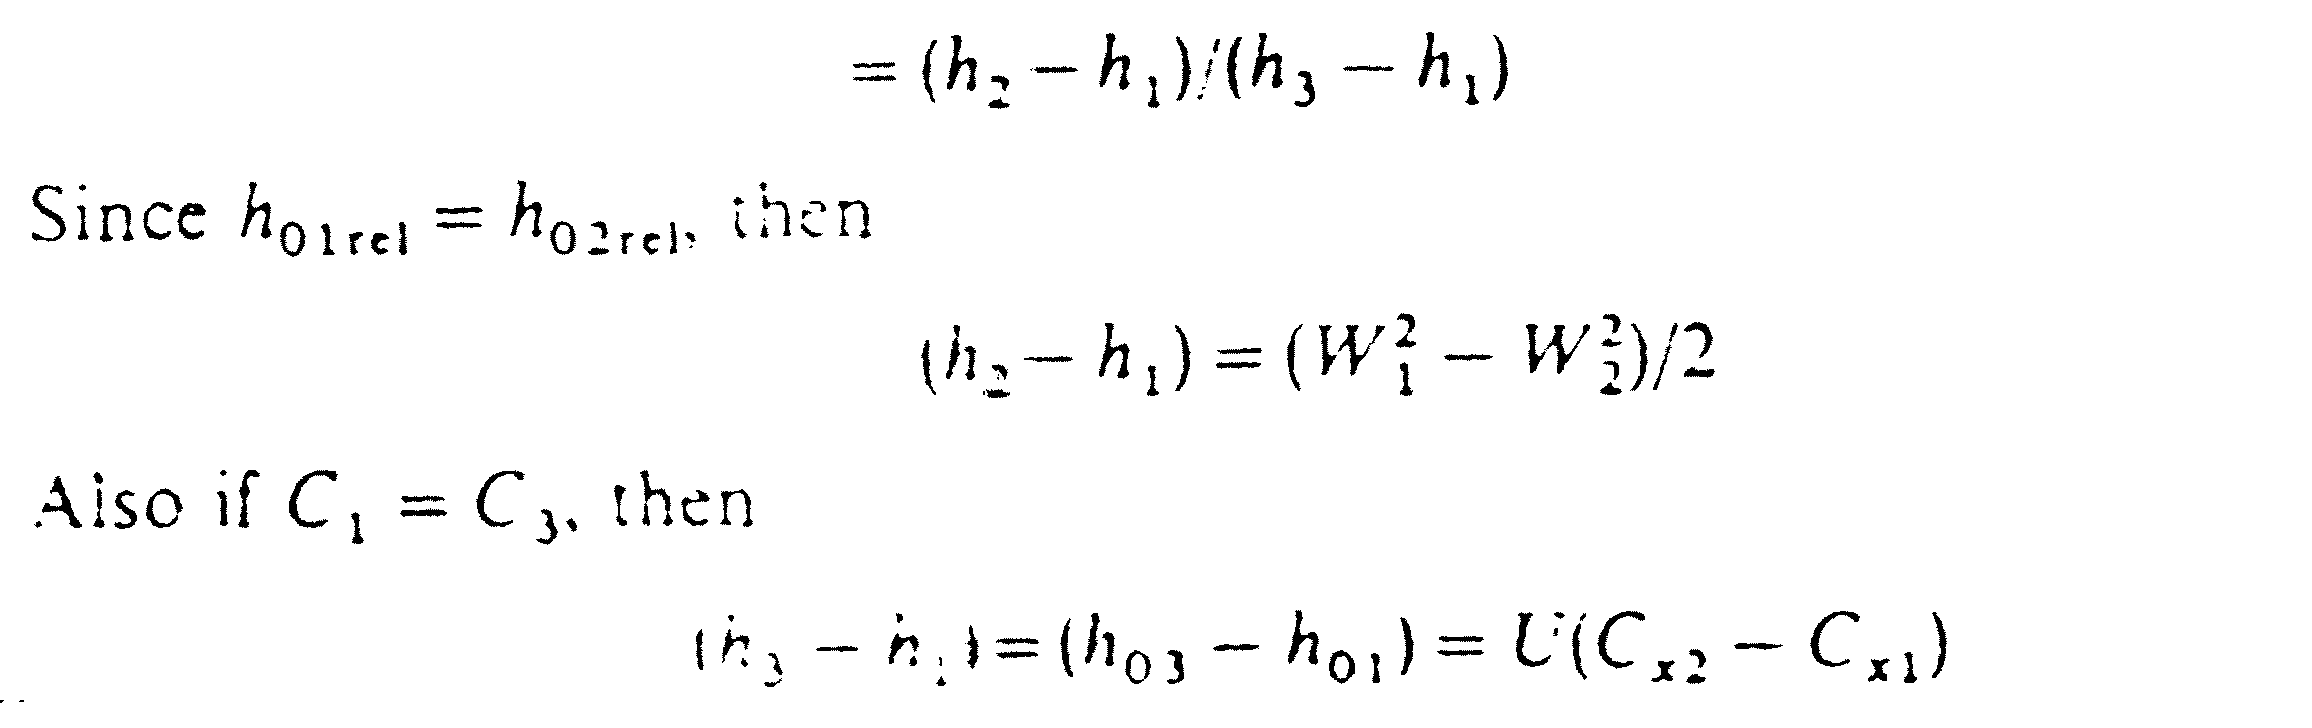 = (h₂ − h₁)/(h₃ − h₁)
Since h₀₁rel = h₀₂rel, then
(h₂ − h₁) = (W₁² − W₂²)/2
Also if C₁ = C₃, then
(h₃ − h₁) = (h₀₃ − h₀₁) = U(Cₓ₂ − Cₓ₁)